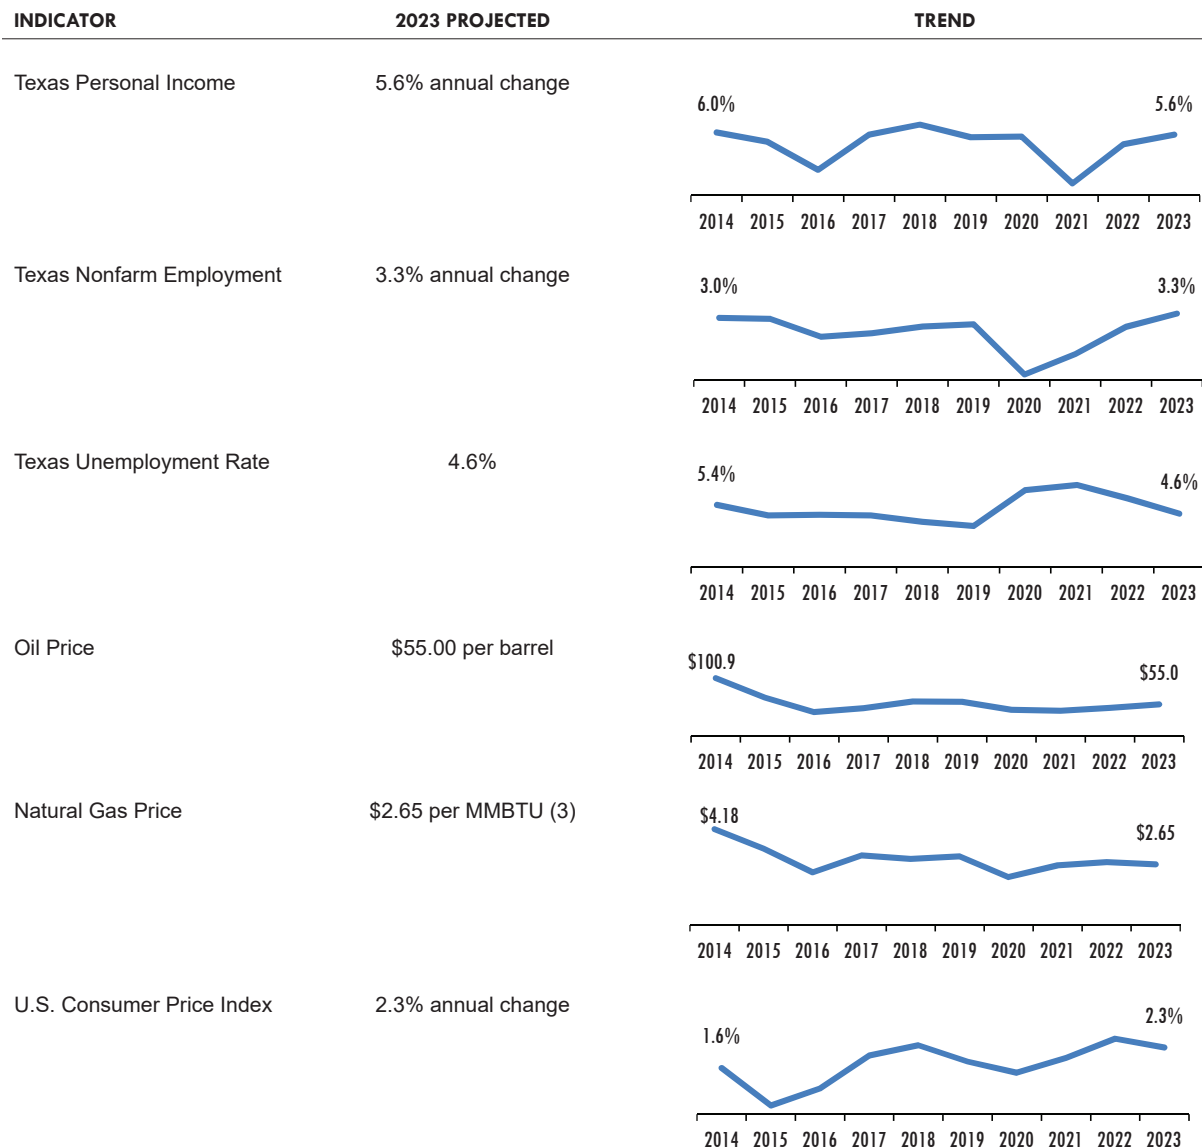 INDICATOR 2023 PROJECTED TREND
Texas Personal Income 5.6% annual change
6.0% 5.6%
2014 2015 2016 2017 2018 2019 2020 2021 2022 2023
Texas Nonfarm Employment 3.3% annual change
3.0% 3.3%
2014 2015 2016 2017 2018 2019 2020 2021 2022 2023
Texas Unemployment Rate 4.6%
5.4% 4.6%
2014 2015 2016 2017 2018 2019 2020 2021 2022 2023
Oil Price $55.00 per barrel
$100.9 $55.0
2014 2015 2016 2017 2018 2019 2020 2021 2022 2023
Natural Gas Price $2.65 per MMBTU (3)
$4.18 $2.65
2014 2015 2016 2017 2018 2019 2020 2021 2022 2023
U.S. Consumer Price Index 2.3% annual change
1.6% 2.3%
2014 2015 2016 2017 2018 2019 2020 2021 2022 2023